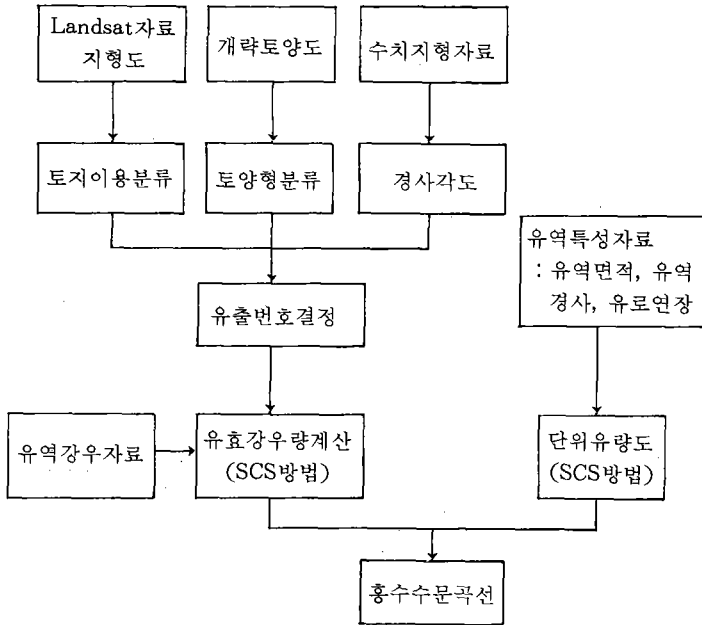 Landsat자료
지형도
개략토양도
수치지형자료
토지이용분류
토양형분류
경사각도
유역특성자료
: 유역면적, 유역
경사, 유로연장
유출번호결정
유역강우자료
유효강우량계산
(SCS방법)
단위유량도
(SCS방법)
홍수수문곡선